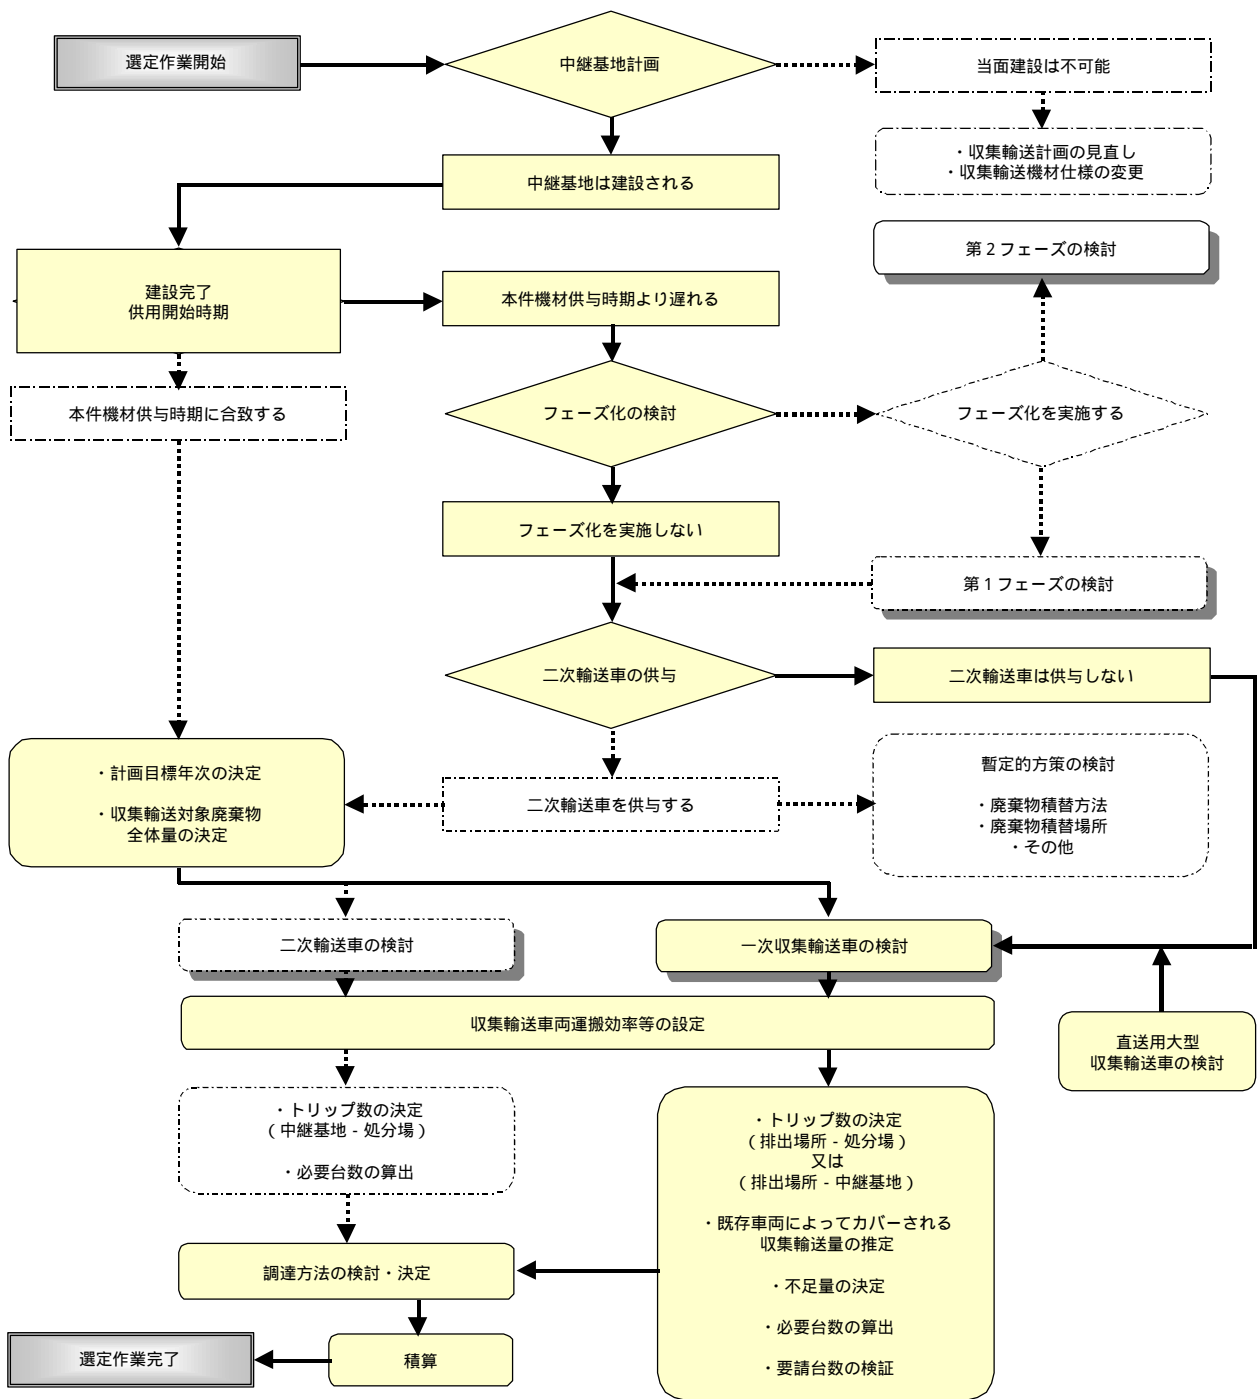 選定作業開始
中継基地計画
当面建設は不可能
・収集輸送計画の見直し
・収集輸送機材仕様の変更
中継基地は建設される
第２フェーズの検討
建設完了
供用開始時期
本件機材供与時期より遅れる
本件機材供与時期に合致する
フェーズ化の検討
フェーズ化を実施する
フェーズ化を実施しない
第１フェーズの検討
二次輸送車の供与
二次輸送車は供与しない
・計画目標年次の決定
・収集輸送対象廃棄物
全体量の決定
二次輸送車を供与する
暫定的方策の検討
・廃棄物積替方法
・廃棄物積替場所
・その他
二次輸送車の検討
一次収集輸送車の検討
収集輸送車両運搬効率等の設定
直送用大型
収集輸送車の検討
・トリップ数の決定
（中継基地 - 処分場）
・必要台数の算出
・トリップ数の決定
（排出場所 - 処分場）
又は
（排出場所 - 中継基地）
・既存車両によってカバーされる
収集輸送量の推定
・不足量の決定
・必要台数の算出
・要請台数の検証
調達方法の検討・決定
選定作業完了
積算